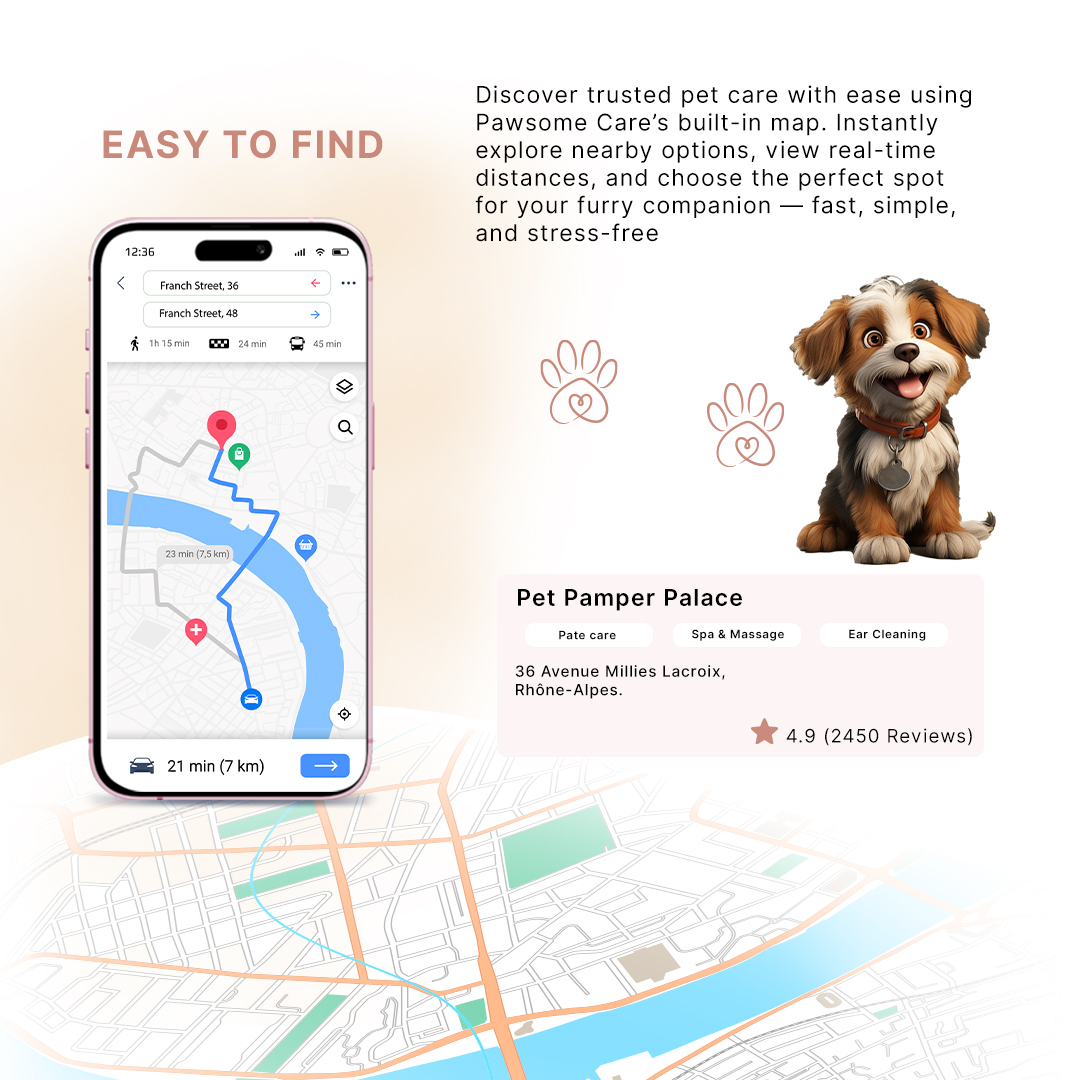 EASY TO FIND
Discover trusted pet care with ease using
Pawsome Care’s built-in map. Instantly
explore nearby options, view real-time
distances, and choose the perfect spot
for your furry companion — fast, simple,
and stress-free
12:36
Franch Street, 36
Franch Street, 48
1h 15 min 24 min 45 min
23 min (7,5 km)
21 min (7 km)
Pet Pamper Palace
Pate care Spa & Massage Ear Cleaning
36 Avenue Millies Lacroix,
Rhône-Alpes.
4.9 (2450 Reviews)